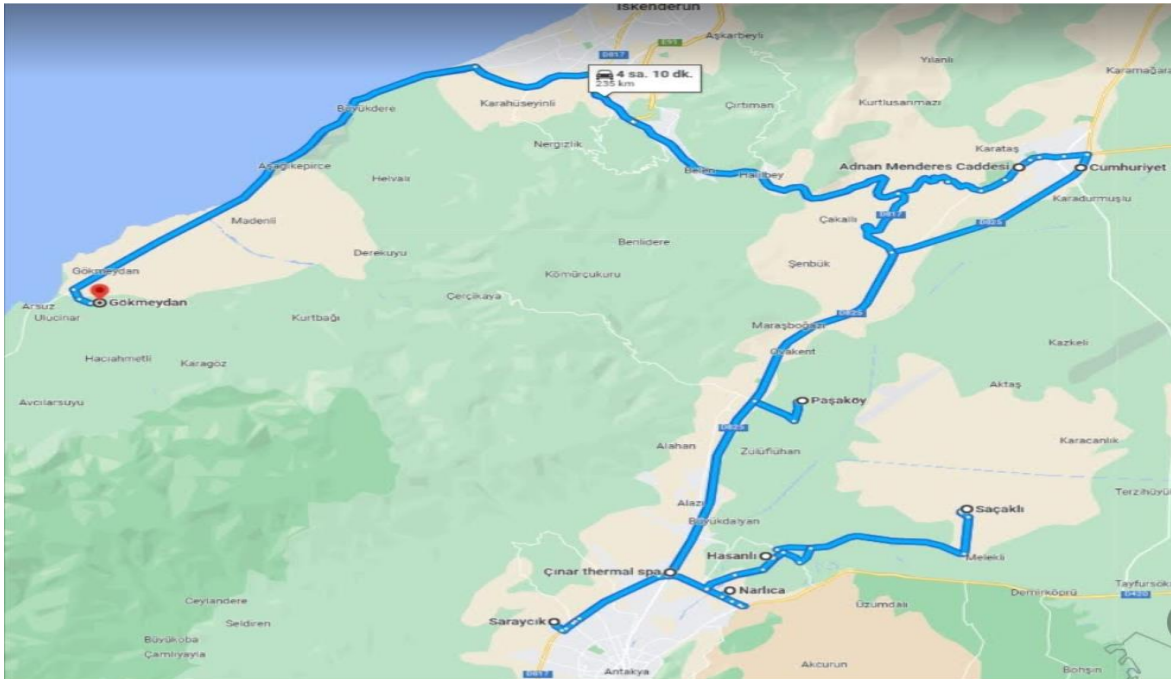 İskenderun
Aşkarbeyli
D817
E91
Yılanlı
4 sa. 10 dk.
235 km
Karamağara
Büyükdere
Karahüseyinli
Çırtıman
Kurtlusarımazı
Nergizlik
Karataş
Aşağıkepirce
Helvalı
Belen
Halilbey
Adnan Menderes Caddesi
Cumhuriyet
Karadurmuşlu
Madenli
Çakallı
D817
D825
Derekuyu
Benlidere
Şenbük
Gökmeydan
Kömürçukuru
Gökmeydan
Çerçikaya
Arsuz
Uluçınar
Kurtbağı
D825
Maraşboğazı
Ovakent
Kazkeli
Hacıahmetli
Karagöz
Aktaş
Avcılarsuyu
Paşaköy
D825
Karacanlık
Alahan
Zülüflühan
Terzihüyük
Alazı
Saçaklı
Büyükdalyan
Hasanlı
Melekli
Çınar thermal spa
Narlıca
Tayfursökü
Demirköprü
D420
Ceylandere
Üzümdalı
Seldiren
Saraycık
Büyükoba
Çamlıyayla
Akcurun
Antakya
Bohşin
D817